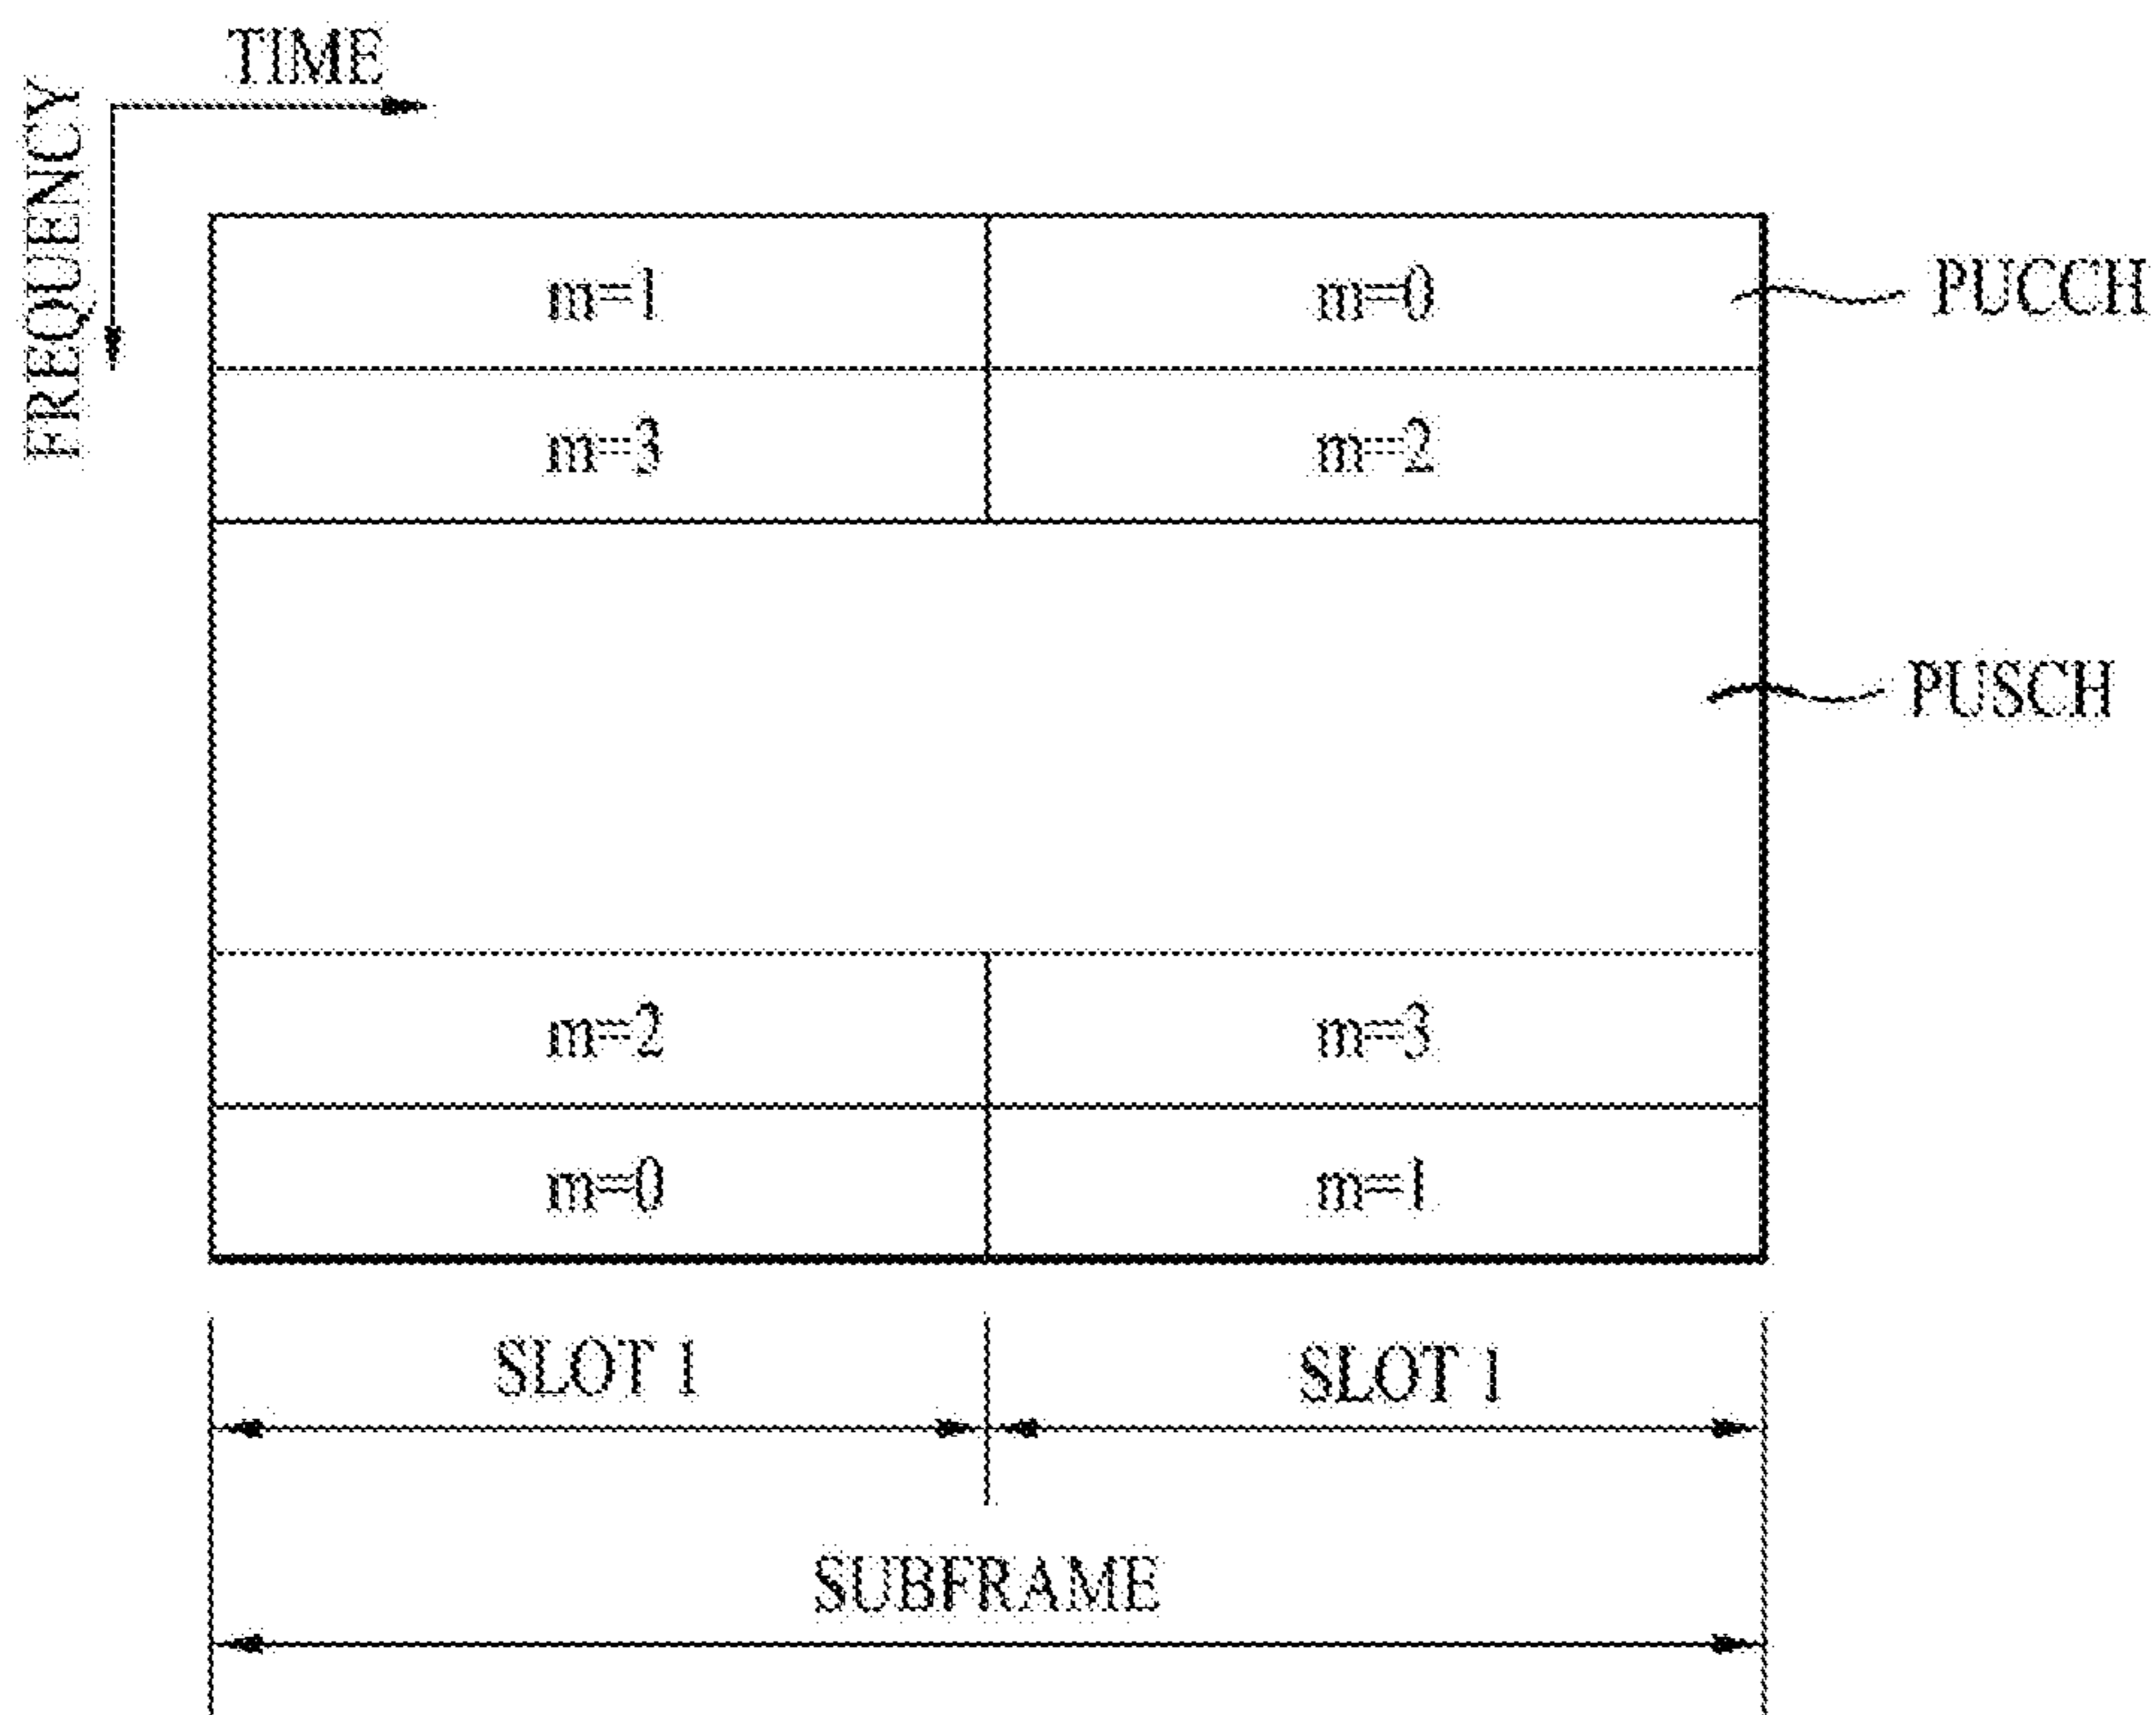 TIME
FREQUENCY
m=1 m=0 PUCCH
m=3 m=2
PUSCH
m=2 m=3
m=0 m=1
SLOT 1 SLOT 1
SUBFRAME